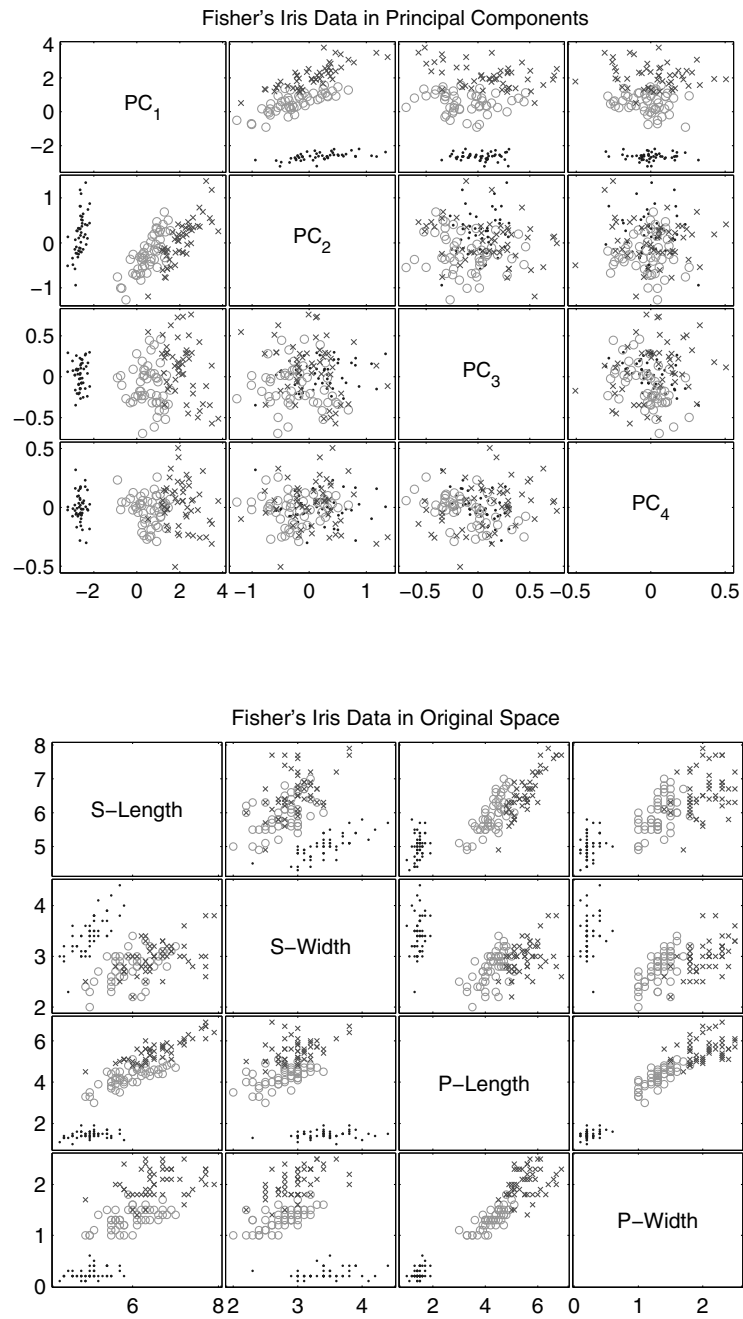 Fisher's Iris Data in Principal Components
4
2
0
−2
PC1
1
0
−1
PC2
0.5
0
−0.5
PC3
0.5
0
−0.5
PC4
−2 0 2 4 −1 0 1 −0.5 0 0.5 −0.5 0 0.5
Fisher's Iris Data in Original Space
8
7
6
5
S−Length
4
3
2
S−Width
6
4
2
P−Length
2
1
0
P−Width
6 8 2 3 4 2 4 6 0 1 2